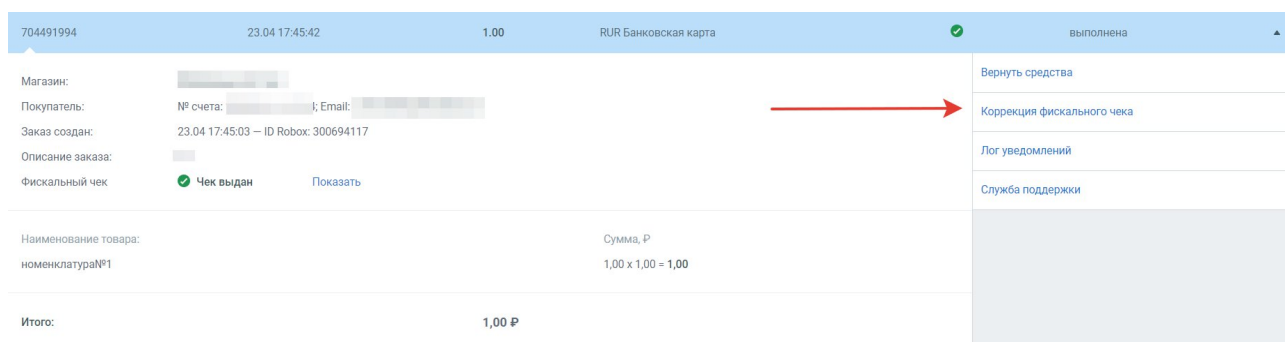 704491994 23.04 17:45:42 1.00 RUR Банковская карта выполнена
Магазин:
Покупатель: № счета: ; Email:
Заказ создан: 23.04 17:45:03 — ID Robox: 300694117
Описание заказа:
Фискальный чек Чек выдан Показать
Вернуть средства
Коррекция фискального чека
Лог уведомлений
Служба поддержки
Наименование товара: Сумма, ₽
номенклатура№1 1,00 x 1,00 = 1,00
Итого: 1,00 ₽